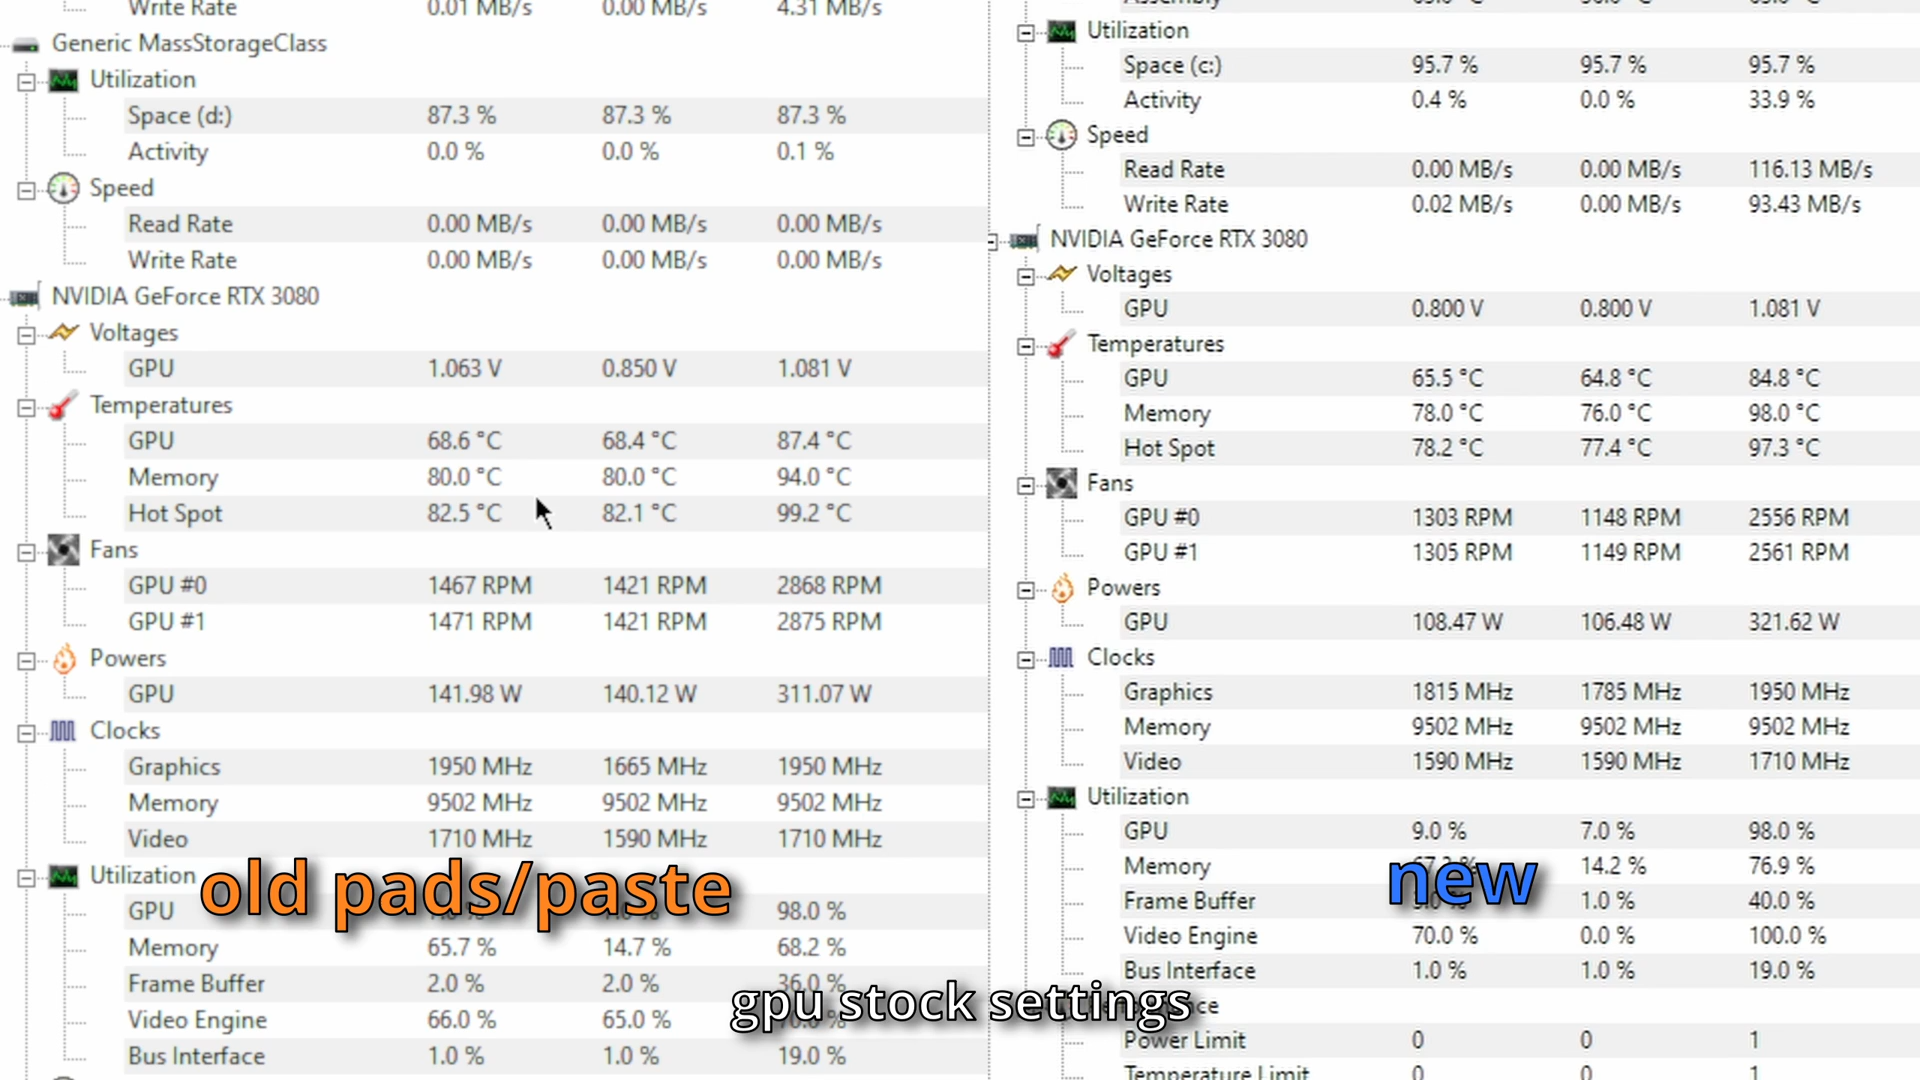 Write Rate 0.01 MB/s 0.00 MB/s 4.31 MB/s
Generic MassStorageClass
Utilization
Space (d:) 87.3 % 87.3 % 87.3 %
Activity 0.0 % 0.0 % 0.1 %
Speed
Read Rate 0.00 MB/s 0.00 MB/s 0.00 MB/s
Write Rate 0.00 MB/s 0.00 MB/s 0.00 MB/s
NVIDIA GeForce RTX 3080
Voltages
GPU 1.063 V 0.850 V 1.081 V
Temperatures
GPU 68.6 °C 68.4 °C 87.4 °C
Memory 80.0 °C 80.0 °C 94.0 °C
Hot Spot 82.5 °C 82.1 °C 99.2 °C
Fans
GPU #0 1467 RPM 1421 RPM 2868 RPM
GPU #1 1471 RPM 1421 RPM 2875 RPM
Powers
GPU 141.98 W 140.12 W 311.07 W
Clocks
Graphics 1950 MHz 1665 MHz 1950 MHz
Memory 9502 MHz 9502 MHz 9502 MHz
Video 1710 MHz 1590 MHz 1710 MHz
Utilization
old pads/paste
GPU 98.0 %
Memory 65.7 % 14.7 % 68.2 %
Frame Buffer 2.0 % 2.0 % 36.0 %
Video Engine 66.0 % 65.0 %
Bus Interface 1.0 % 1.0 % 19.0 %
Assembly
Utilization
Space (c:) 95.7 % 95.7 % 95.7 %
Activity 0.4 % 0.0 % 33.9 %
Speed
Read Rate 0.00 MB/s 0.00 MB/s 116.13 MB/s
Write Rate 0.02 MB/s 0.00 MB/s 93.43 MB/s
NVIDIA GeForce RTX 3080
Voltages
GPU 0.800 V 0.800 V 1.081 V
Temperatures
GPU 65.5 °C 64.8 °C 84.8 °C
Memory 78.0 °C 76.0 °C 98.0 °C
Hot Spot 78.2 °C 77.4 °C 97.3 °C
Fans
GPU #0 1303 RPM 1148 RPM 2556 RPM
GPU #1 1305 RPM 1149 RPM 2561 RPM
Powers
GPU 108.47 W 106.48 W 321.62 W
Clocks
Graphics 1815 MHz 1785 MHz 1950 MHz
Memory 9502 MHz 9502 MHz 9502 MHz
Video 1590 MHz 1590 MHz 1710 MHz
Utilization
GPU 9.0 % 7.0 % 98.0 %
Memory 14.2 % 76.9 %
new
Frame Buffer 1.0 % 40.0 %
Video Engine 70.0 % 0.0 % 100.0 %
Bus Interface 1.0 % 1.0 % 19.0 %
gpu stock settings
Power Limit 0 0 1
Temperature Limit 0 0 1